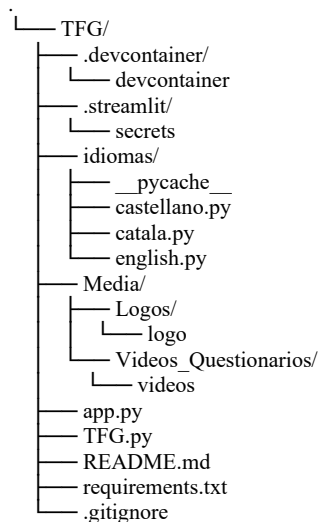 .
└── TFG/
    ├── .devcontainer/
    │   └── devcontainer
    ├── .streamlit/
    │   └── secrets
    ├── idiomas/
    │   ├── __pycache__
    │   ├── castellano.py
    │   ├── catala.py
    │   └── english.py
    ├── Media/
    │   ├── Logos/
    │   │   └── logo
    │   └── Videos_Questionarios/
    │       └── videos
    ├── app.py
    ├── TFG.py
    ├── README.md
    ├── requirements.txt
    └── .gitignore